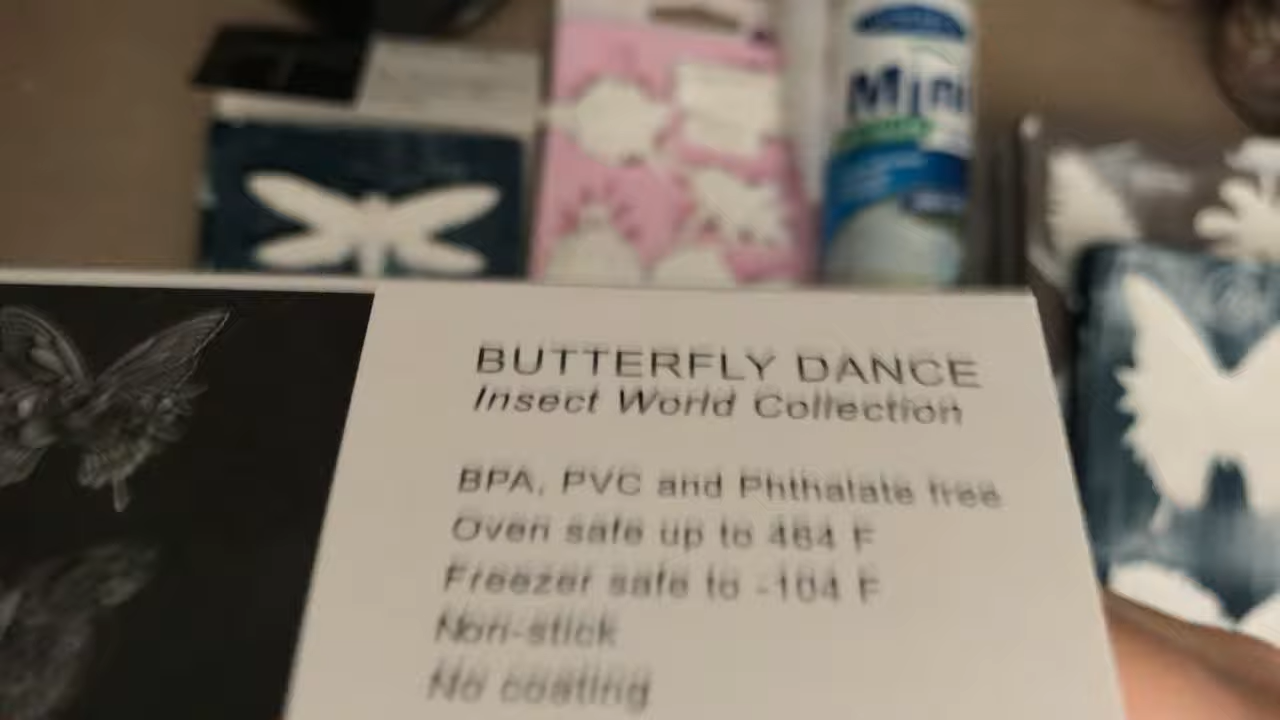 Mini
BUTTERFLY DANCE
Insect World Collection
BPA, PVC and Phthalate free
Oven safe up to 464 F
Freezer safe to -104 F
Non-stick
No coating